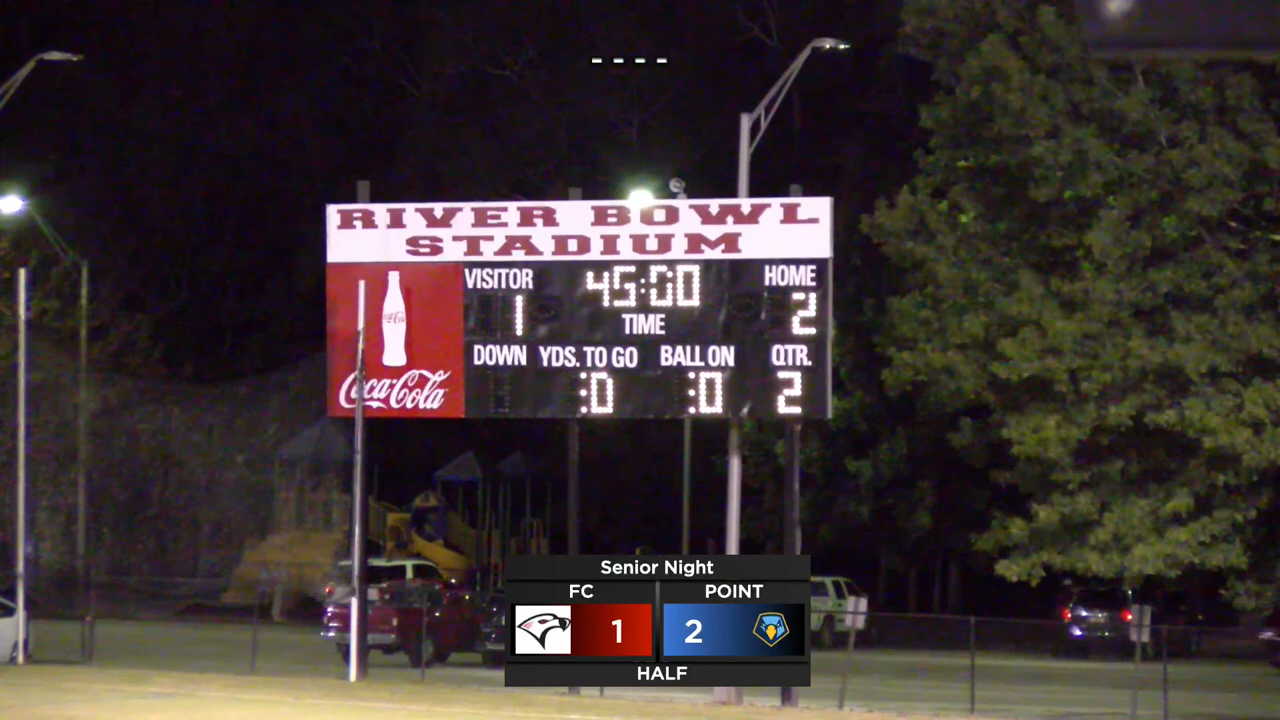 - - - -
RIVER BOWL
STADIUM
VISITOR 45:00 HOME
1 TIME 2
DOWN YDS. TO GO BALL ON QTR.
:0 :0 2
Coca-Cola
Senior Night
FC POINT
1 2
HALF